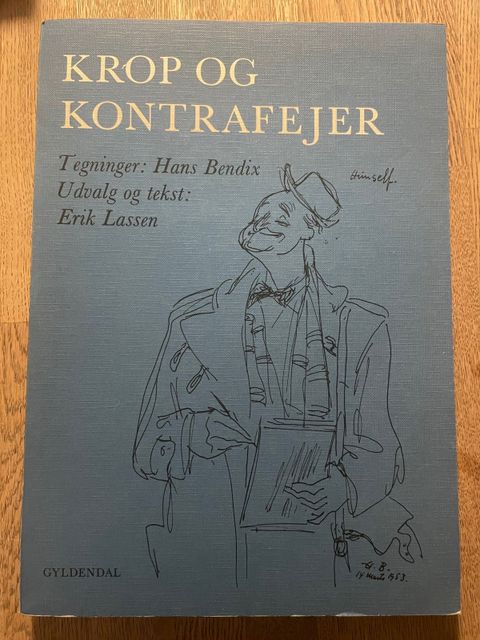 KROP OG
KONTRAFEJER
Tegninger: Hans Bendix
Udvalg og tekst:
Erik Lassen
Himself.
GYLDENDAL
H. B.
14 Marts 1953.